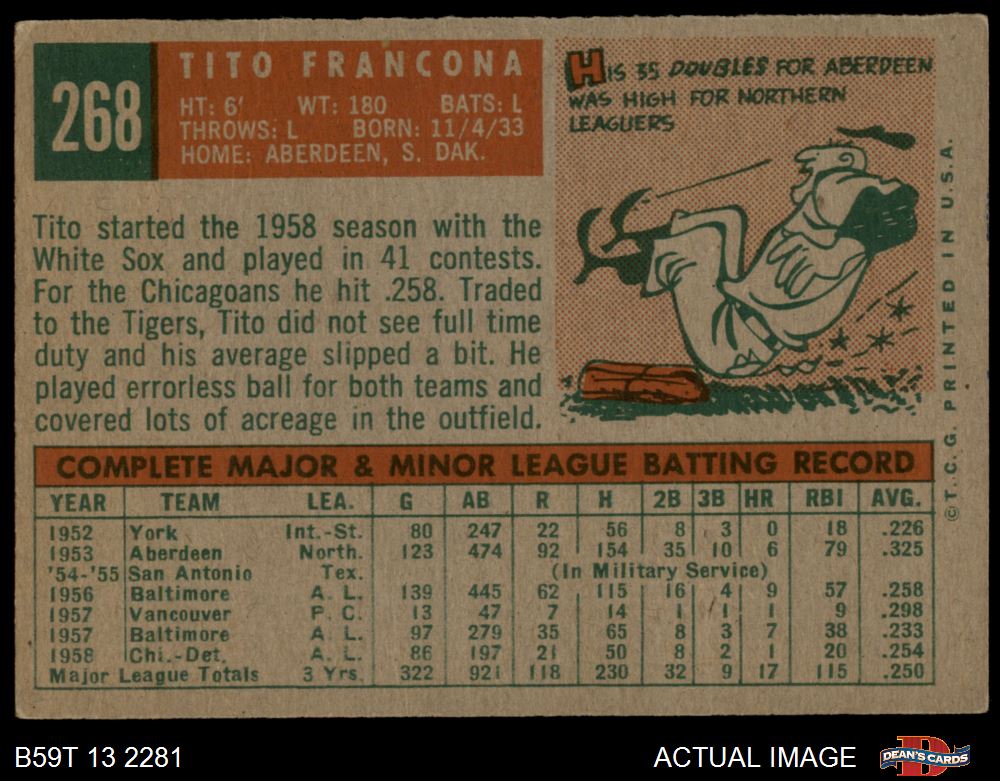 268
TITO FRANCONA
HT: 6' WT: 180 BATS: L
THROWS: L BORN: 11/4/33
HOME: ABERDEEN, S. DAK.
HIS 35 DOUBLES FOR ABERDEEN
WAS HIGH FOR NORTHERN
LEAGUERS
Tito started the 1958 season with the
White Sox and played in 41 contests.
For the Chicagoans he hit .258. Traded
to the Tigers, Tito did not see full time
duty and his average slipped a bit. He
played errorless ball for both teams and
covered lots of acreage in the outfield.
©T.C.G. PRINTED IN U.S.A.
COMPLETE MAJOR & MINOR LEAGUE BATTING RECORD
YEAR TEAM LEA. G AB R H 2B 3B HR RBI AVG.
1952 York Int.-St. 80 247 22 56 8 3 0 18 .226
1953 Aberdeen North. 123 474 92 154 35 10 6 79 .325
'54-'55 San Antonio Tex. (In Military Service)
1956 Baltimore A. L. 139 445 62 115 16 4 9 57 .258
1957 Vancouver P. C. 13 47 7 14 1 1 1 9 .298
1957 Baltimore A. L. 97 279 35 65 8 3 7 38 .233
1958 Chi.-Det. A. L. 86 197 21 50 8 2 1 20 .254
Major League Totals 3 Yrs. 322 921 118 230 32 9 17 115 .250
B59T 13 2281
ACTUAL IMAGE
DEAN'S CARDS